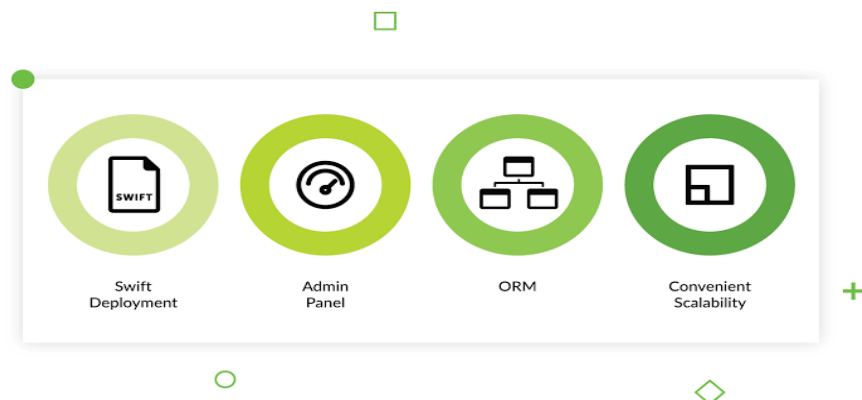 SWIFT
Swift
Deployment
Admin
Panel
ORM
Convenient
Scalability